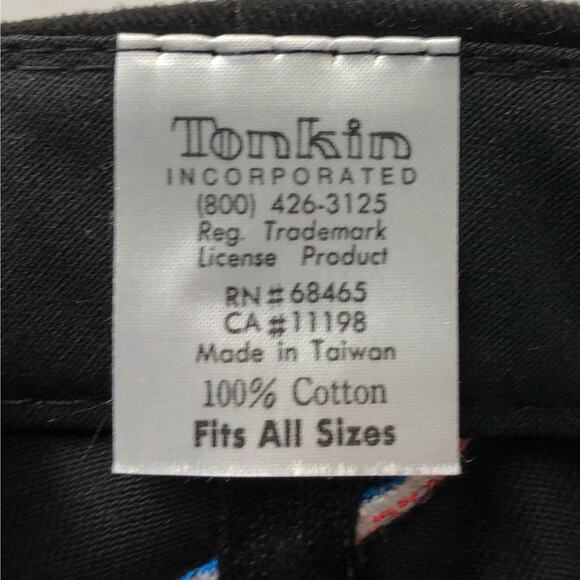 Tonkin
INCORPORATED
(800) 426-3125
Reg. Trademark
License Product
RN#68465
CA#11198
Made in Taiwan
100% Cotton
Fits All Sizes